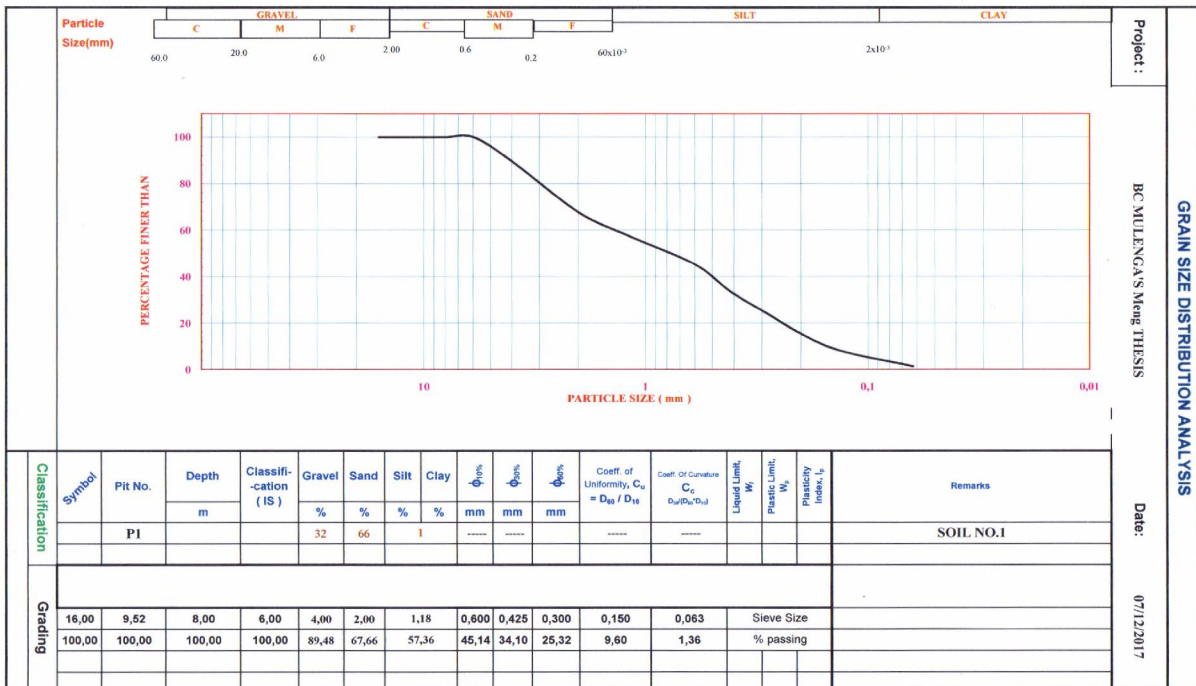 Particle
Size(mm)
GRAVEL SAND SILT CLAY
C M F C M F
60.0 20.0 6.0 2.00 0.6 0.2 60x10⁻³ 2x10⁻³
PERCENTAGE FINER THAN
100
80
60
40
20
0
10 1 0,1 0,01
PARTICLE SIZE ( mm )
Project :
BC MULENGA'S Meng THESIS
Date:
07/12/2017
GRAIN SIZE DISTRIBUTION ANALYSIS
Classification
Symbol
Pit No.
Depth
m
Classifi-
-cation
( IS )
Gravel Sand Silt Clay
% % % %
ϕ10% ϕ30% ϕ60%
mm mm mm
Coeff. of
Uniformity, Cu
= D60 / D10
Coeff. Of Curvature
Cc
Liquid Limit,
Plastic Limit,
Plasticity
Index, Ip
Remarks
P1 32 66 1 ----- ----- ----- ----- SOIL NO.1
Grading
16,00 9,52 8,00 6,00 4,00 2,00 1,18 0,600 0,425 0,300 0,150 0,063 Sieve Size
100,00 100,00 100,00 100,00 89,48 67,66 57,36 45,14 34,10 25,32 9,60 1,36 % passing